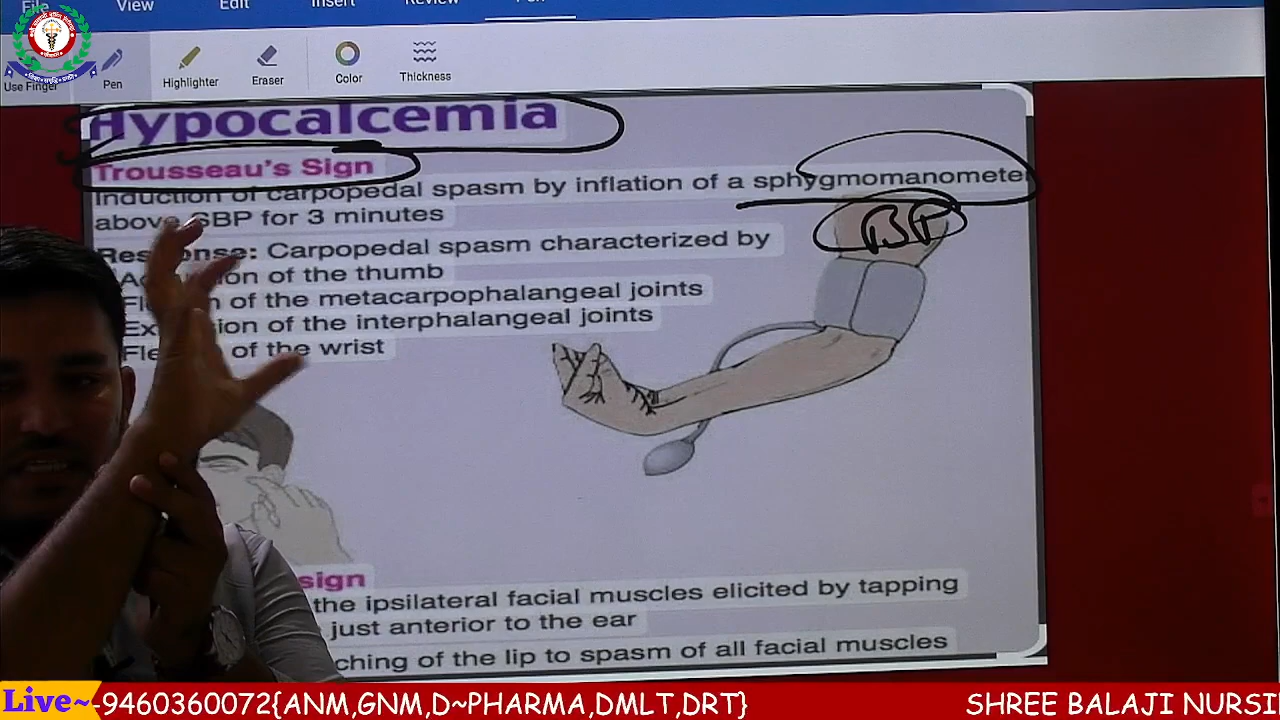 File View Edit Insert Review Pen
Use Finger Pen Highlighter Eraser Color Thickness
Hypocalcemia
Trousseau's Sign
Induction of carpopedal spasm by inflation of a sphygmomanomete
above SBP for 3 minutes
BP
Response: Carpopedal spasm characterized by
of the thumb
of the metacarpophalangeal joints
of the interphalangeal joints
of the wrist
sign
the ipsilateral facial muscles elicited by tapping
just anterior to the ear
ching of the lip to spasm of all facial muscles
Live~ -9460360072{ANM,GNM,D~PHARMA,DMLT,DRT} SHREE BALAJI NURSI